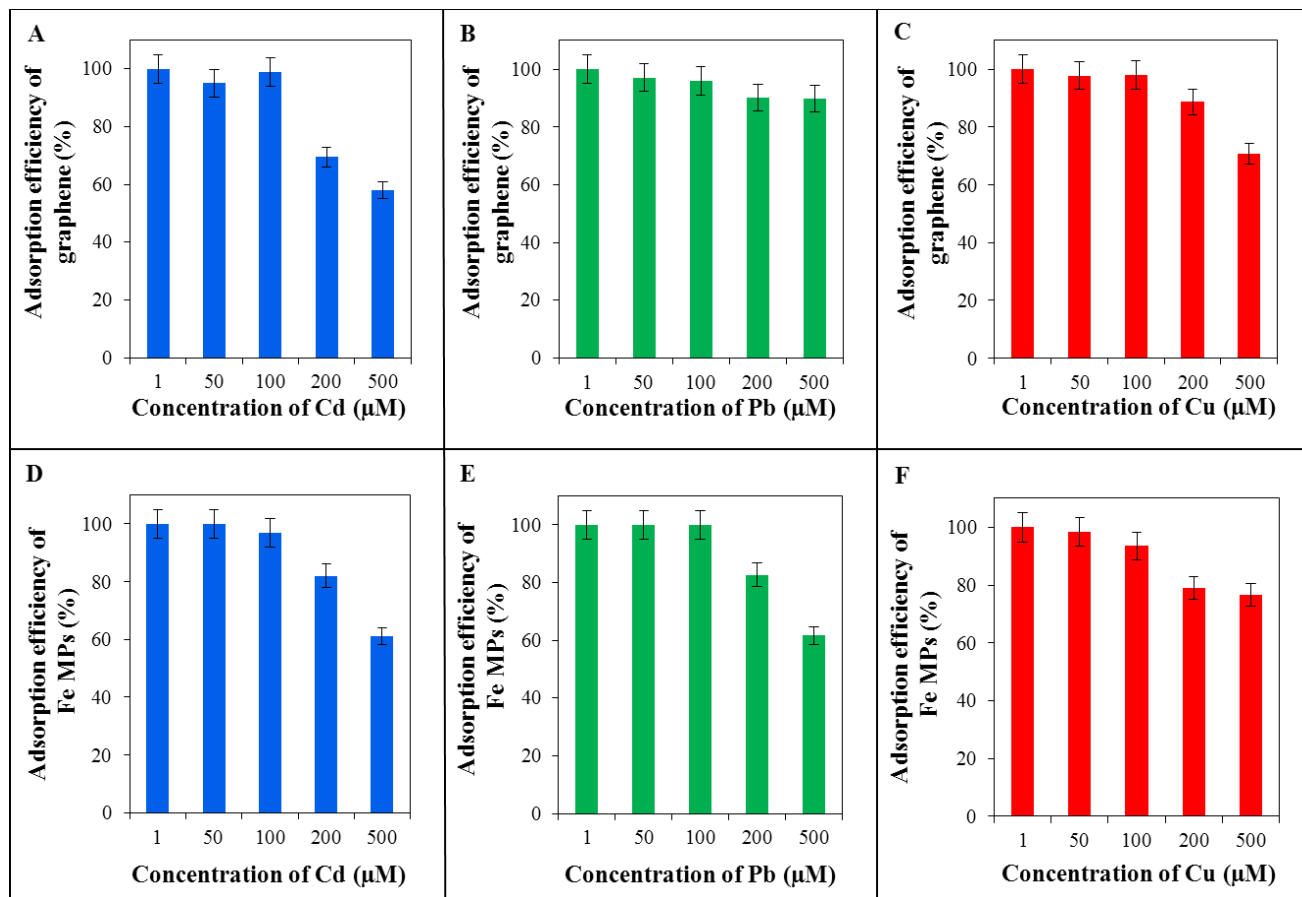 A
Adsorption efficiency of
graphene (%)
100
80
60
40
20
0
1 50 100 200 500
Concentration of Cd (µM)
B
Adsorption efficiency of
graphene (%)
100
80
60
40
20
0
1 50 100 200 500
Concentration of Pb (µM)
C
Adsorption efficiency of
graphene (%)
100
80
60
40
20
0
1 50 100 200 500
Concentration of Cu (µM)
D
Adsorption efficiency of
Fe MPs (%)
100
80
60
40
20
0
1 50 100 200 500
Concentration of Cd (µM)
E
Adsorption efficiency of
Fe MPs (%)
100
80
60
40
20
0
1 50 100 200 500
Concentration of Pb (µM)
F
Adsorption efficiency of
Fe MPs (%)
100
80
60
40
20
0
1 50 100 200 500
Concentration of Cu (µM)